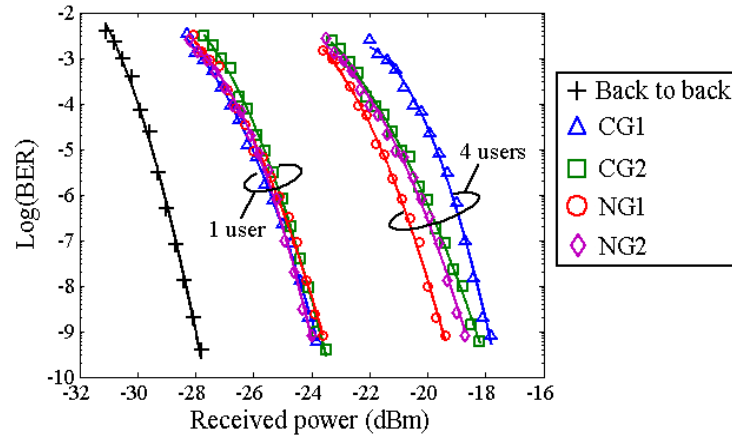 -2
-3
-4
-5
-6
-7
-8
-9
-10
Log(BER)
1 user
4 users
-32 -30 -28 -26 -24 -22 -20 -18 -16
Received power (dBm)
Back to back
CG1
CG2
NG1
NG2